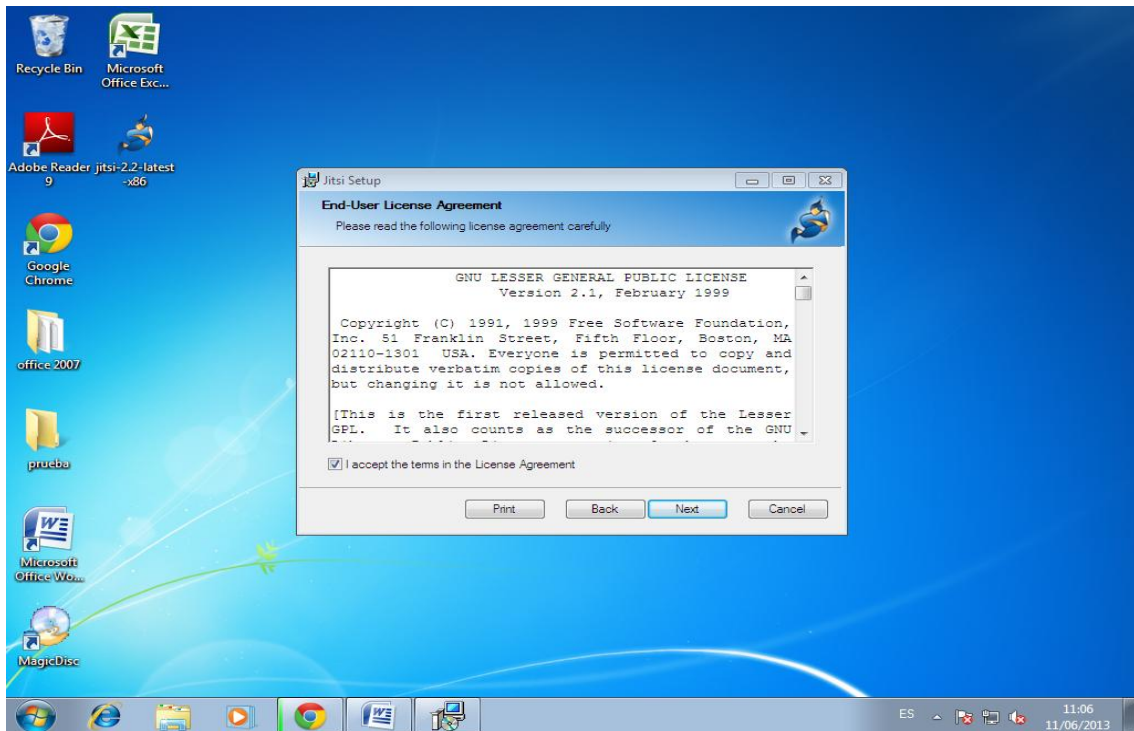 Recycle Bin
Microsoft
Office Exc...
Adobe Reader
9
jitsi-2.2-latest
-x86
Google
Chrome
office 2007
prueba
Microsoft
Office Wo...
MagicDisc
Jitsi Setup
End-User License Agreement
Please read the following license agreement carefully
GNU LESSER GENERAL PUBLIC LICENSE
Version 2.1, February 1999
Copyright (C) 1991, 1999 Free Software Foundation,
Inc. 51 Franklin Street, Fifth Floor, Boston, MA
02110-1301 USA. Everyone is permitted to copy and
distribute verbatim copies of this license document,
but changing it is not allowed.
[This is the first released version of the Lesser
GPL. It also counts as the successor of the GNU
I accept the terms in the License Agreement
Print Back Next Cancel
ES
11:06
11/06/2013